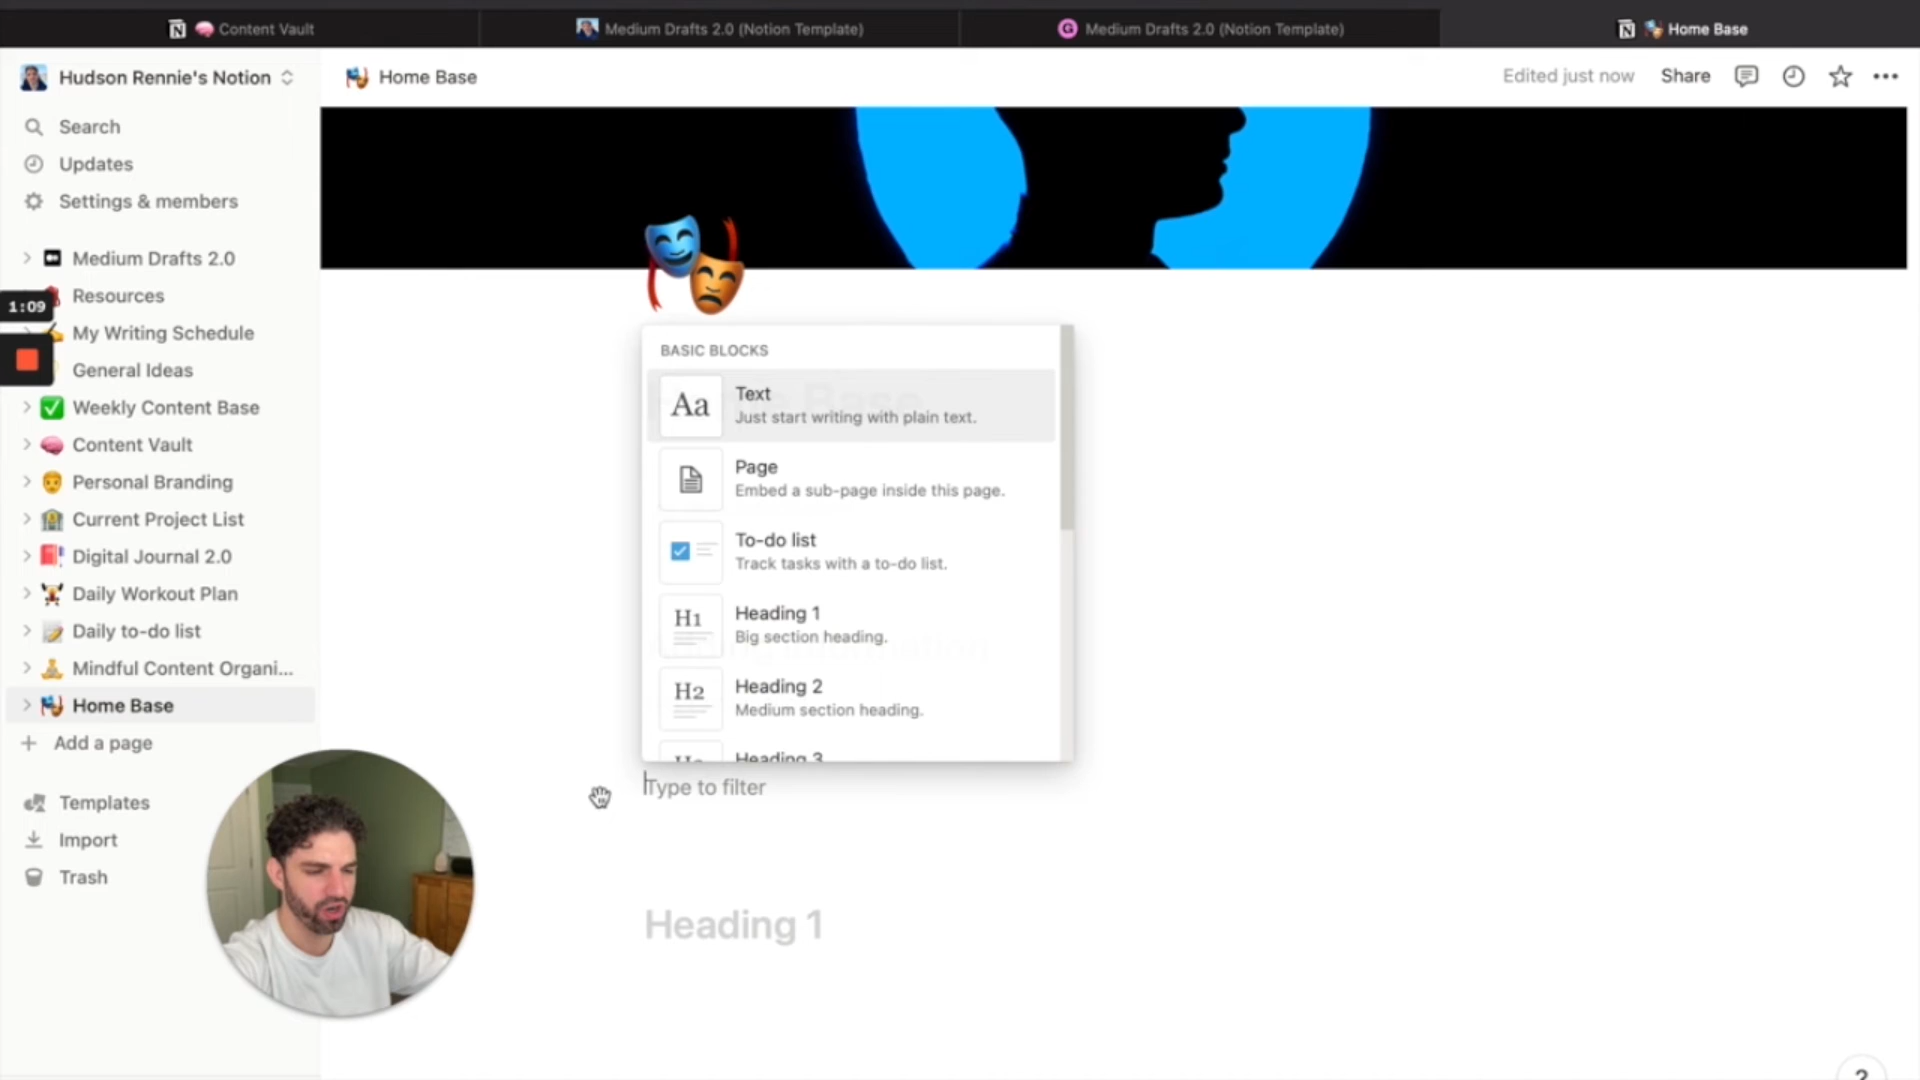 Content Vault
Medium Drafts 2.0 (Notion Template)
Medium Drafts 2.0 (Notion Template)
Home Base
Hudson Rennie's Notion
Home Base
Edited just now
Share
Search
Updates
Settings & members
Medium Drafts 2.0
Resources
1:09
My Writing Schedule
General Ideas
Weekly Content Base
Content Vault
Personal Branding
Current Project List
Digital Journal 2.0
Daily Workout Plan
Daily to-do list
Mindful Content Organi...
Home Base
Add a page
Templates
Import
Trash
BASIC BLOCKS
Aa
Text
Just start writing with plain text.
Page
Embed a sub-page inside this page.
To-do list
Track tasks with a to-do list.
H1
Heading 1
Big section heading.
H2
Heading 2
Medium section heading.
Heading 3
Type to filter
Heading 1
?